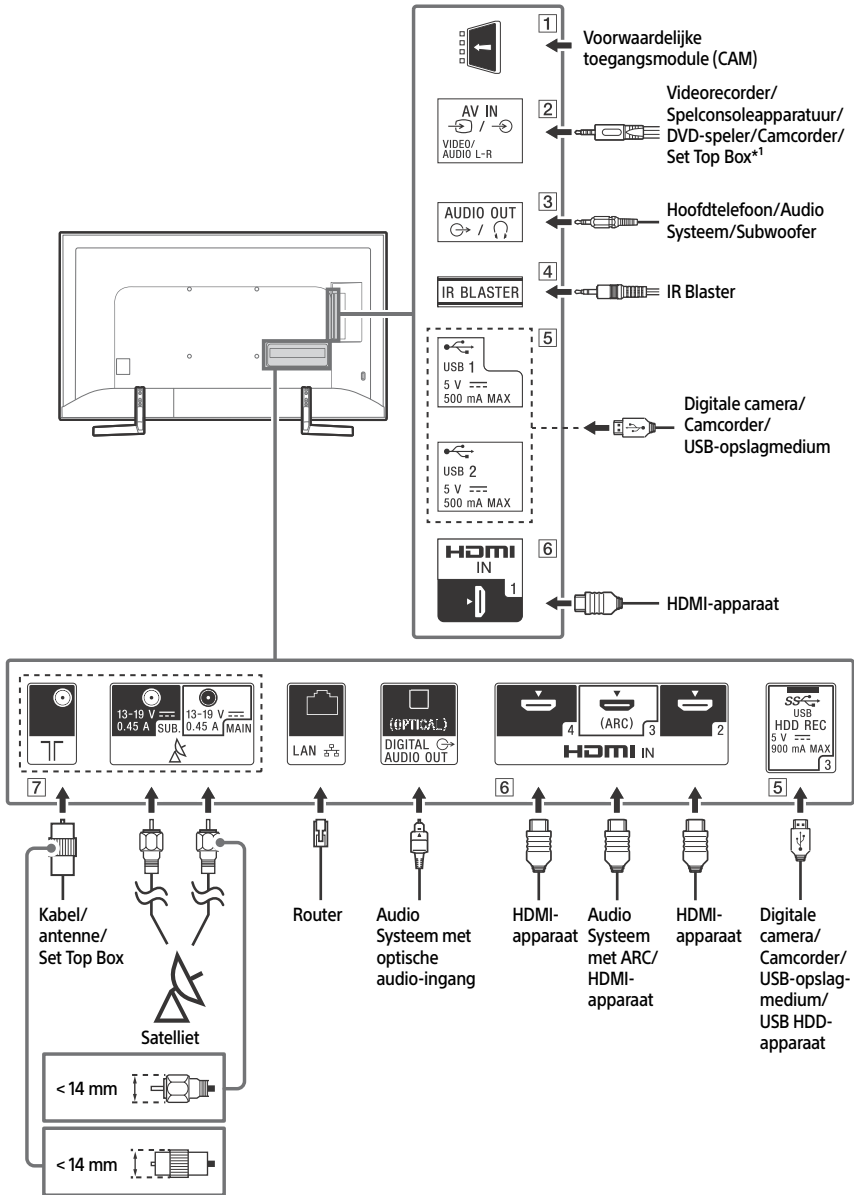 1
Voorwaardelijke
toegangsmodule (CAM)
AV IN
/
VIDEO/
AUDIO L-R
2
Videorecorder/
Spelconsoleapparatuur/
DVD-speler/Camcorder/
Set Top Box*1
AUDIO OUT
/
3
Hoofdtelefoon/Audio
Systeem/Subwoofer
4
IR BLASTER
IR Blaster
5
USB 1
5 V
500 mA MAX
USB 2
5 V
500 mA MAX
Digitale camera/
Camcorder/
USB-opslagmedium
HDMI
IN
1
6
HDMI-apparaat
13-19 V
0.45 A
SUB.
13-19 V
0.45 A
MAIN
LAN
(OPTICAL)
DIGITAL
AUDIO OUT
4
(ARC)
3
2
HDMI IN
SS
USB
HDD REC
5 V
900 mA MAX
3
7
6
5
Kabel/
antenne/
Set Top Box
Satelliet
Router
Audio
Systeem met
optische
audio-ingang
HDMI-
apparaat
Audio
Systeem
met ARC/
HDMI-
apparaat
HDMI-
apparaat
Digitale
camera/
Camcorder/
USB-opslag-
medium/
USB HDD-
apparaat
< 14 mm
< 14 mm